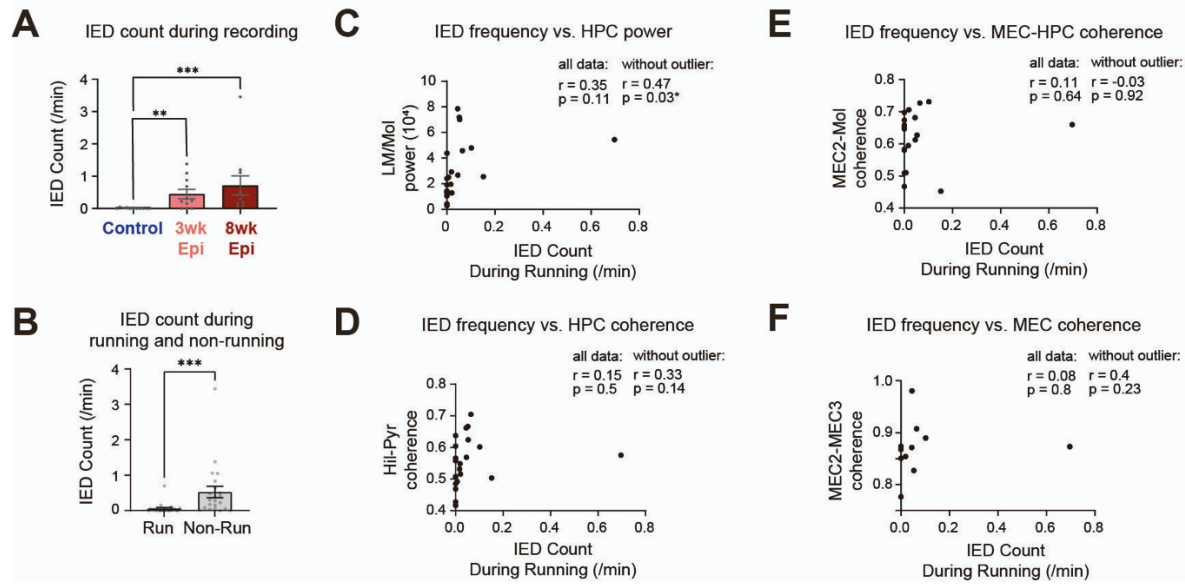 A
IED count during recording
***
**
IED Count (/min)
4
3
2
1
0
Control
3wk
Epi
8wk
Epi
B
IED count during
running and non-running
***
IED Count (/min)
4
3
2
1
0
Run
Non-Run
C
IED frequency vs. HPC power
all data:
without outlier:
r = 0.35
r = 0.47
p = 0.11
p = 0.03*
LM/Mol
power (10⁴)
10
8
6
4
2
0
0.0
0.2
0.4
0.6
0.8
IED Count
During Running (/min)
D
IED frequency vs. HPC coherence
all data:
without outlier:
r = 0.15
r = 0.33
p = 0.5
p = 0.14
Hil-Pyr
coherence
0.8
0.7
0.6
0.5
0.4
0.0
0.2
0.4
0.6
0.8
IED Count
During Running (/min)
E
IED frequency vs. MEC-HPC coherence
all data:
without outlier:
r = 0.11
r = -0.03
p = 0.64
p = 0.92
MEC2-Mol
coherence
0.8
0.7
0.6
0.5
0.4
0.0
0.2
0.4
0.6
0.8
IED Count
During Running (/min)
F
IED frequency vs. MEC coherence
all data:
without outlier:
r = 0.08
r = 0.4
p = 0.8
p = 0.23
MEC2-MEC3
coherence
1.0
0.9
0.8
0.0
0.2
0.4
0.6
0.8
IED Count
During Running (/min)